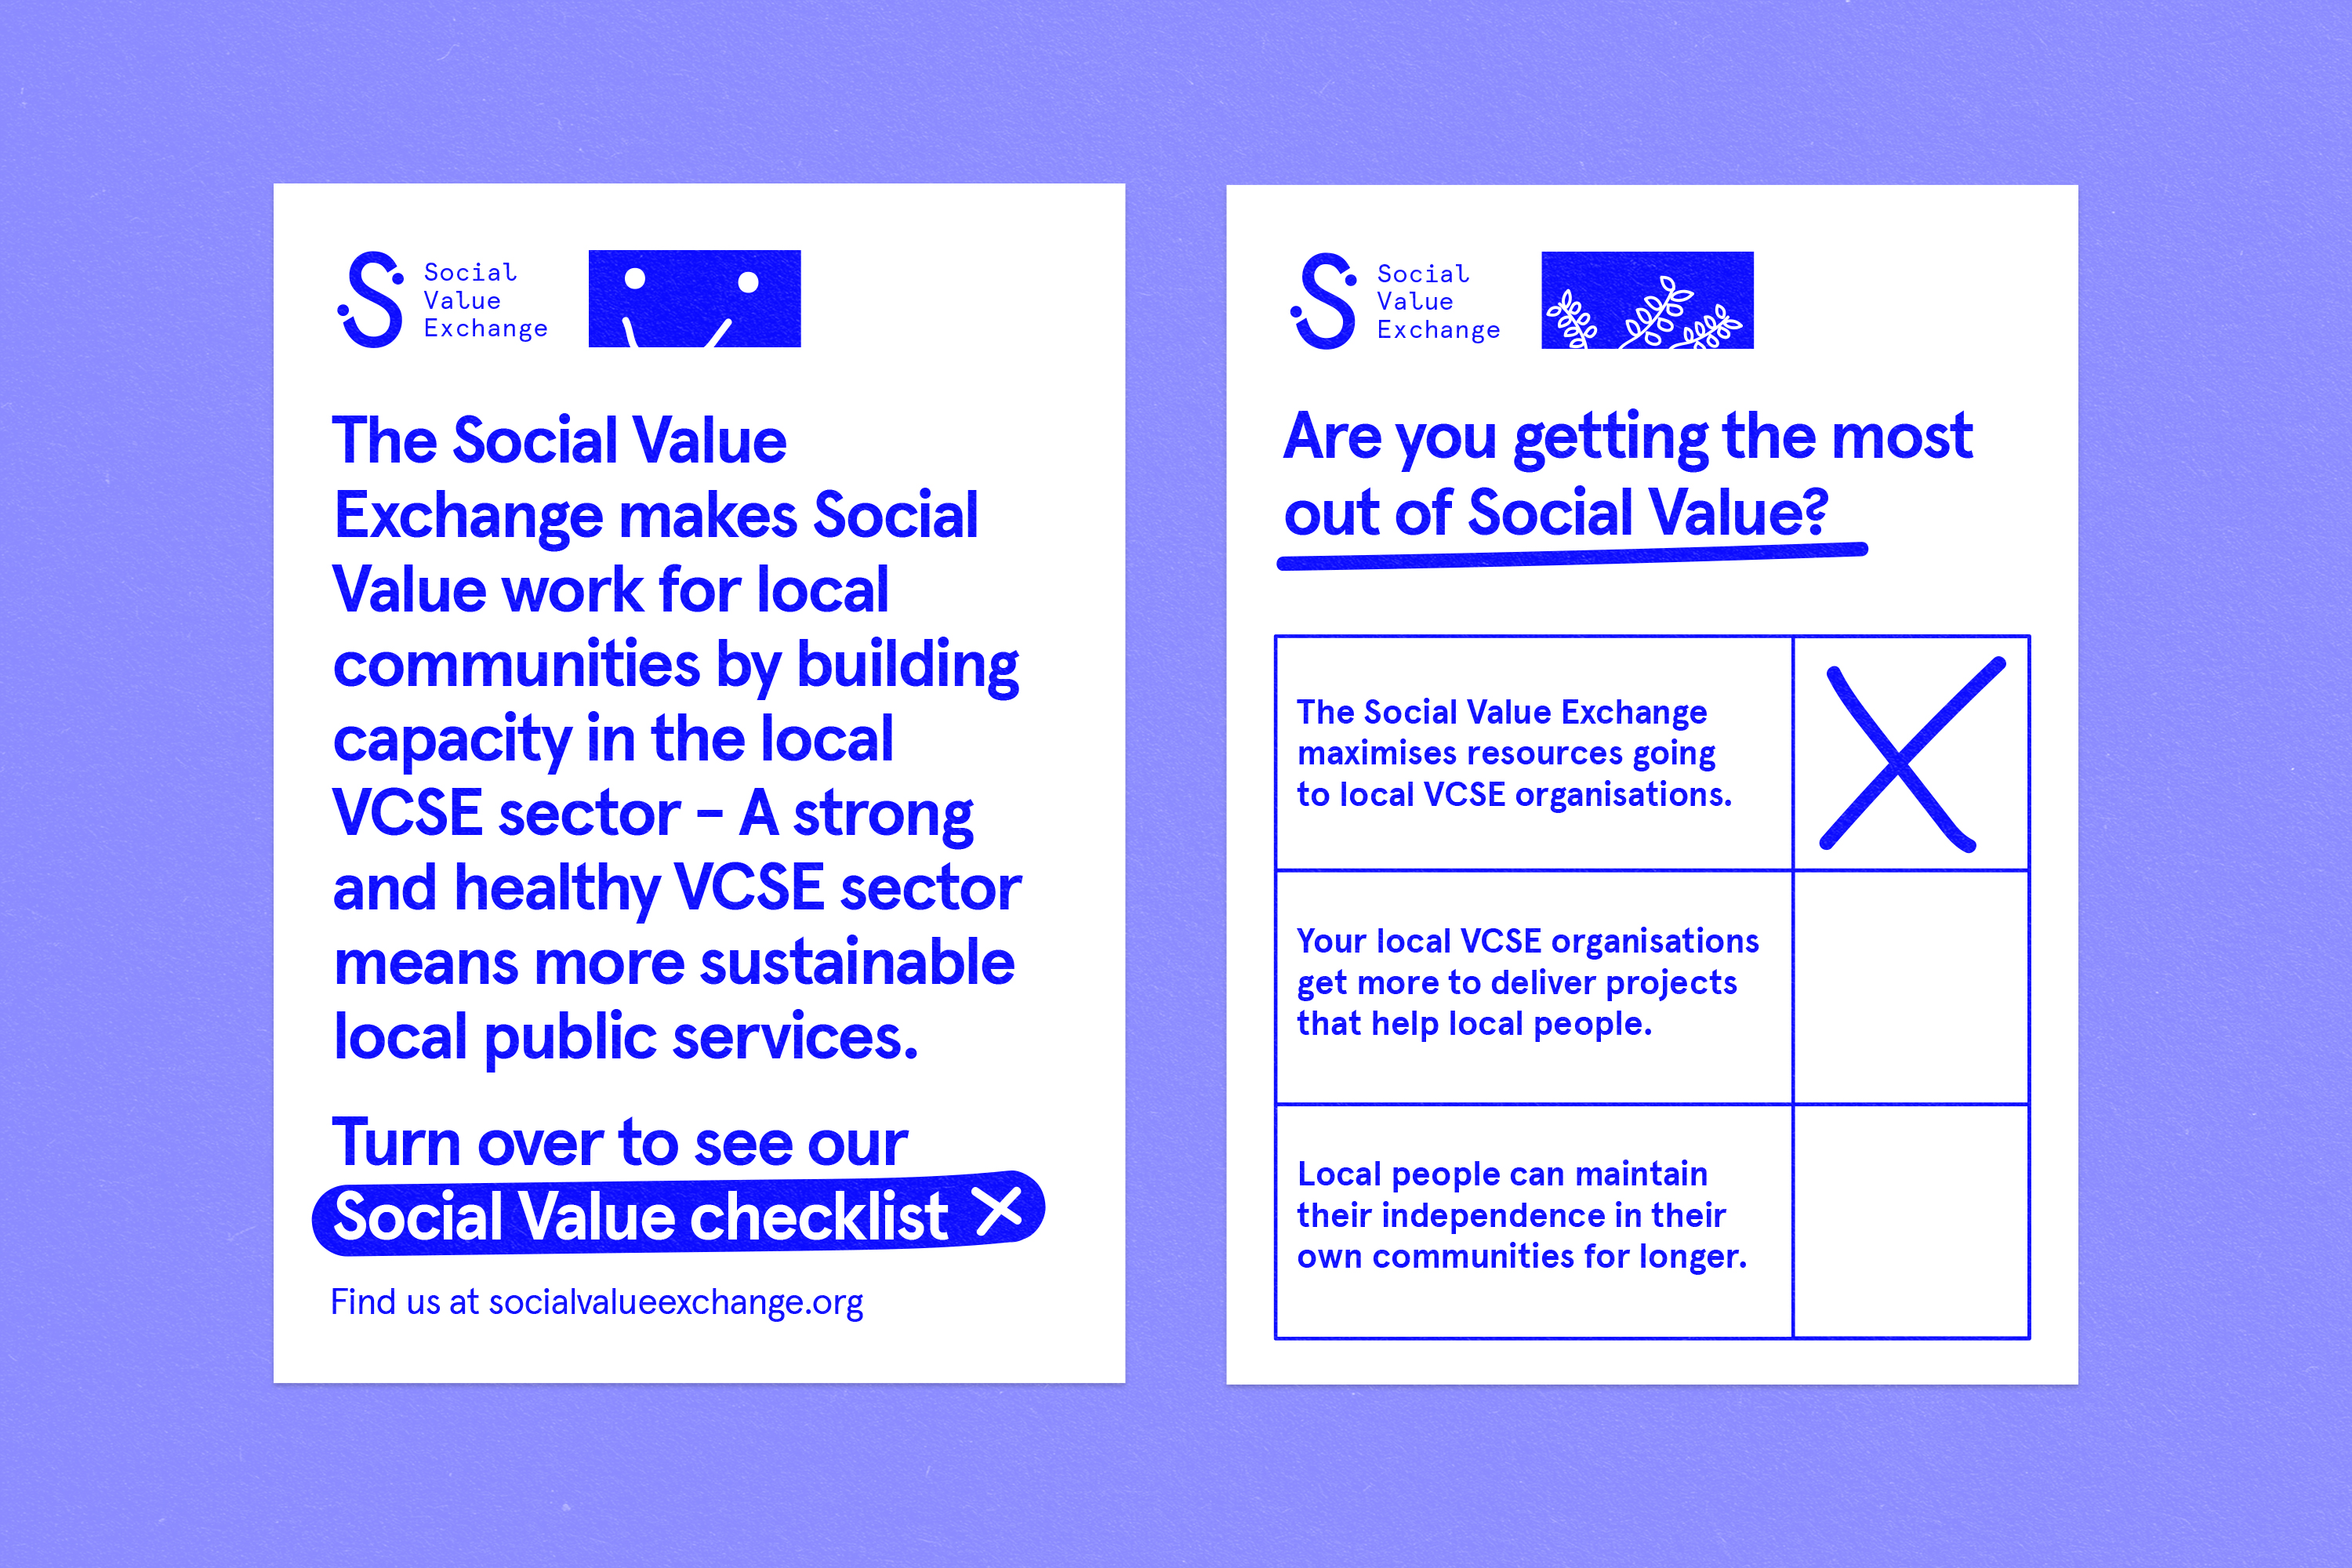 Social
Value
Exchange
The Social Value
Exchange makes Social
Value work for local
communities by building
capacity in the local
VCSE sector – A strong
and healthy VCSE sector
means more sustainable
local public services.
Turn over to see our
Social Value checklist
Find us at socialvalueexchange.org
Social
Value
Exchange
Are you getting the most
out of Social Value?
The Social Value Exchange
maximises resources going
to local VCSE organisations.
Your local VCSE organisations
get more to deliver projects
that help local people.
Local people can maintain
their independence in their
own communities for longer.